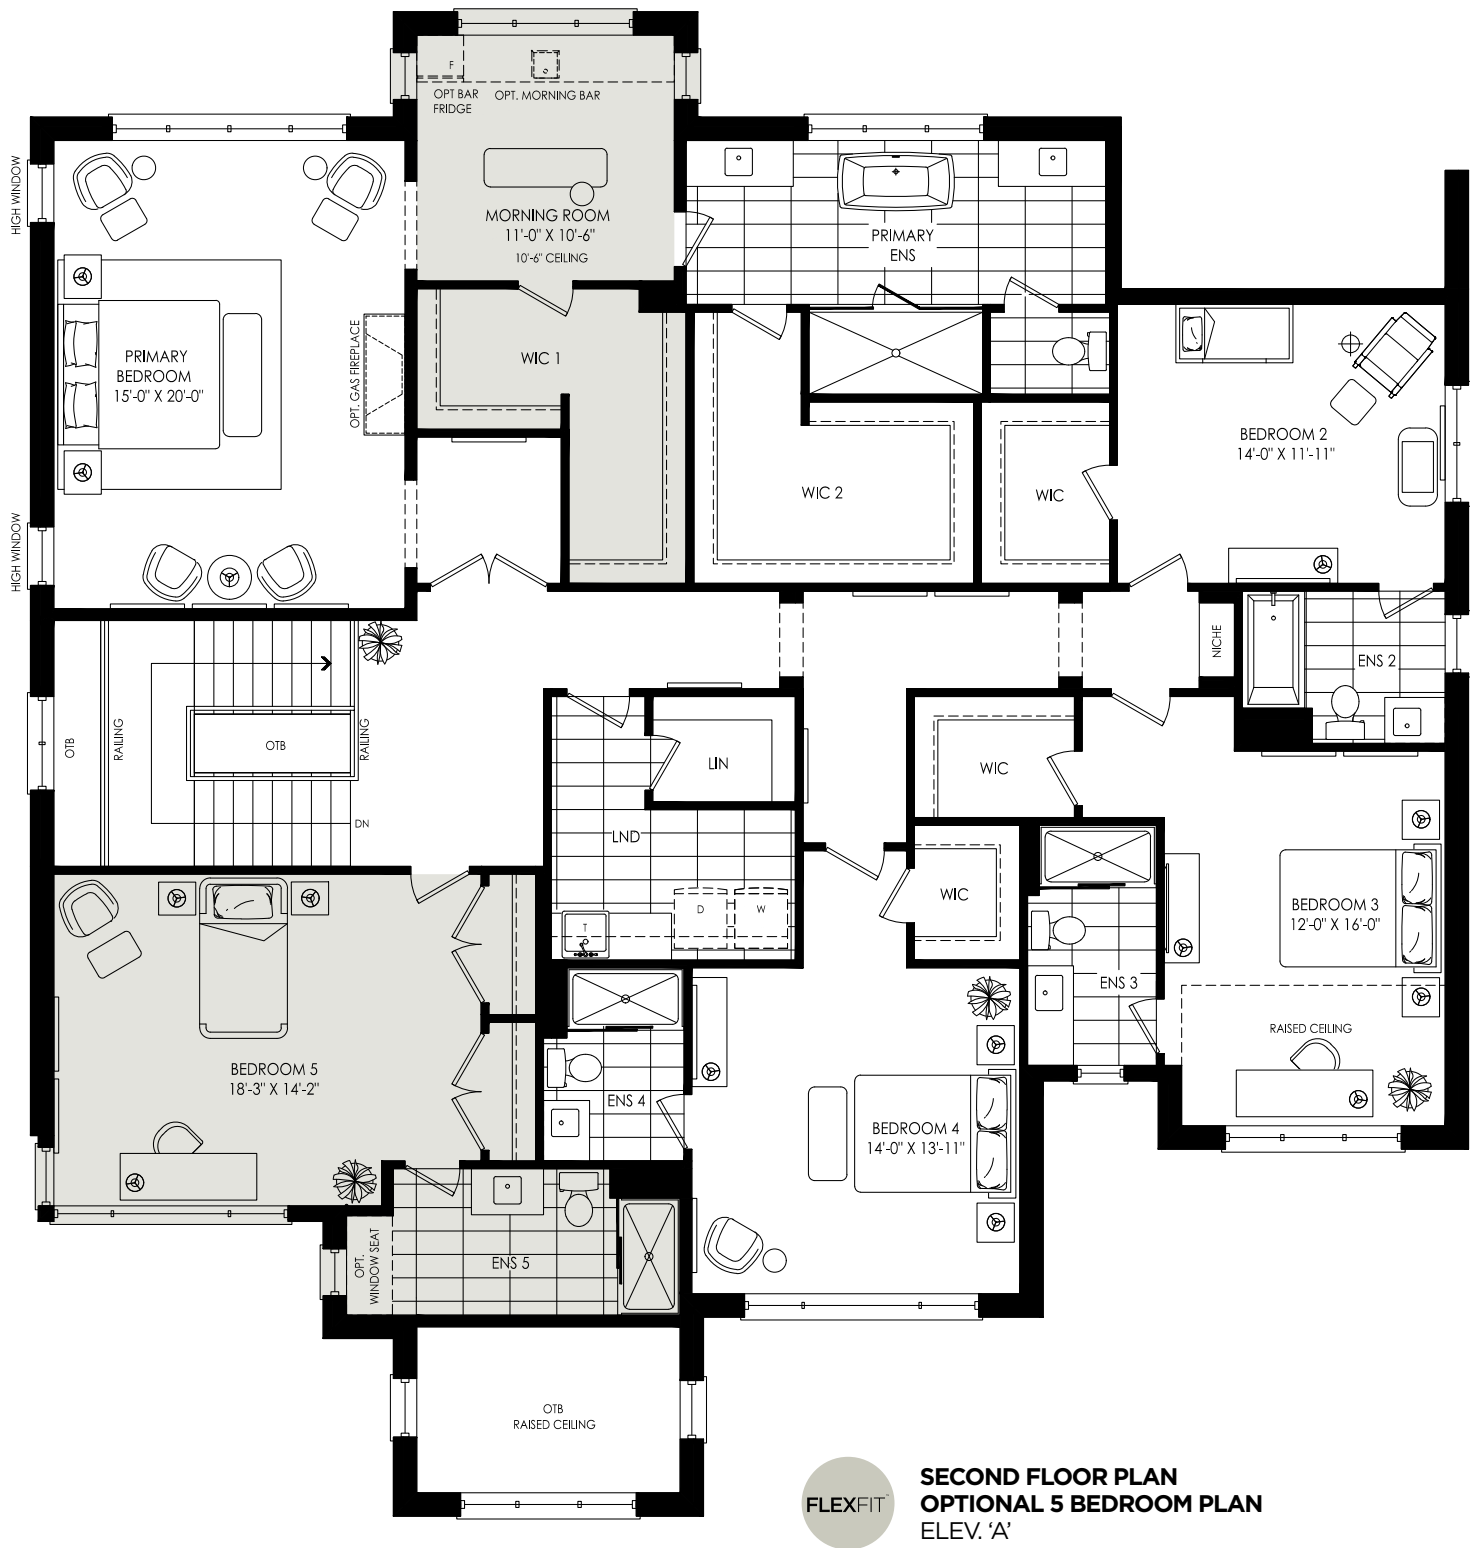 F
OPT BAR
FRIDGE
S
OPT. MORNING BAR
HIGH WINDOW
MORNING ROOM
11'-0" X 10'-6"
10'-6" CEILING
PRIMARY
ENS
PRIMARY
BEDROOM
15'-0" X 20'-0"
OPT. GAS FIREPLACE
WIC 1
BEDROOM 2
14'-0" X 11'-11"
WIC 2
WIC
HIGH WINDOW
NICHE
ENS 2
OTB
RAILING
OTB
RAILING
DN
LIN
WIC
LND
D
W
T
WIC
BEDROOM 3
12'-0" X 16'-0"
ENS 3
RAISED CEILING
BEDROOM 5
18'-3" X 14'-2"
ENS 4
BEDROOM 4
14'-0" X 13'-11"
OPT.
WINDOW SEAT
ENS 5
OTB
RAISED CEILING
FLEXFIT™
SECOND FLOOR PLAN
OPTIONAL 5 BEDROOM PLAN
ELEV. ‘A’